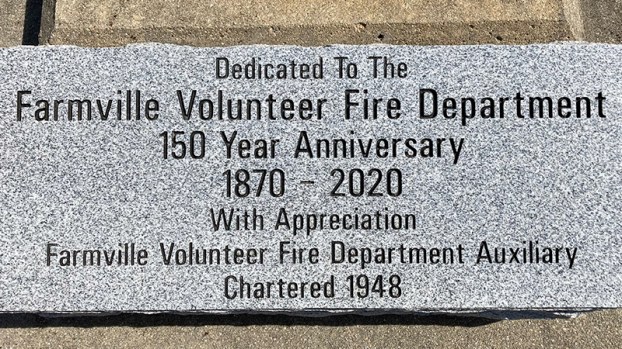 Dedicated To The
Farmville Volunteer Fire Department
150 Year Anniversary
1870 - 2020
With Appreciation
Farmville Volunteer Fire Department Auxiliary
Chartered 1948